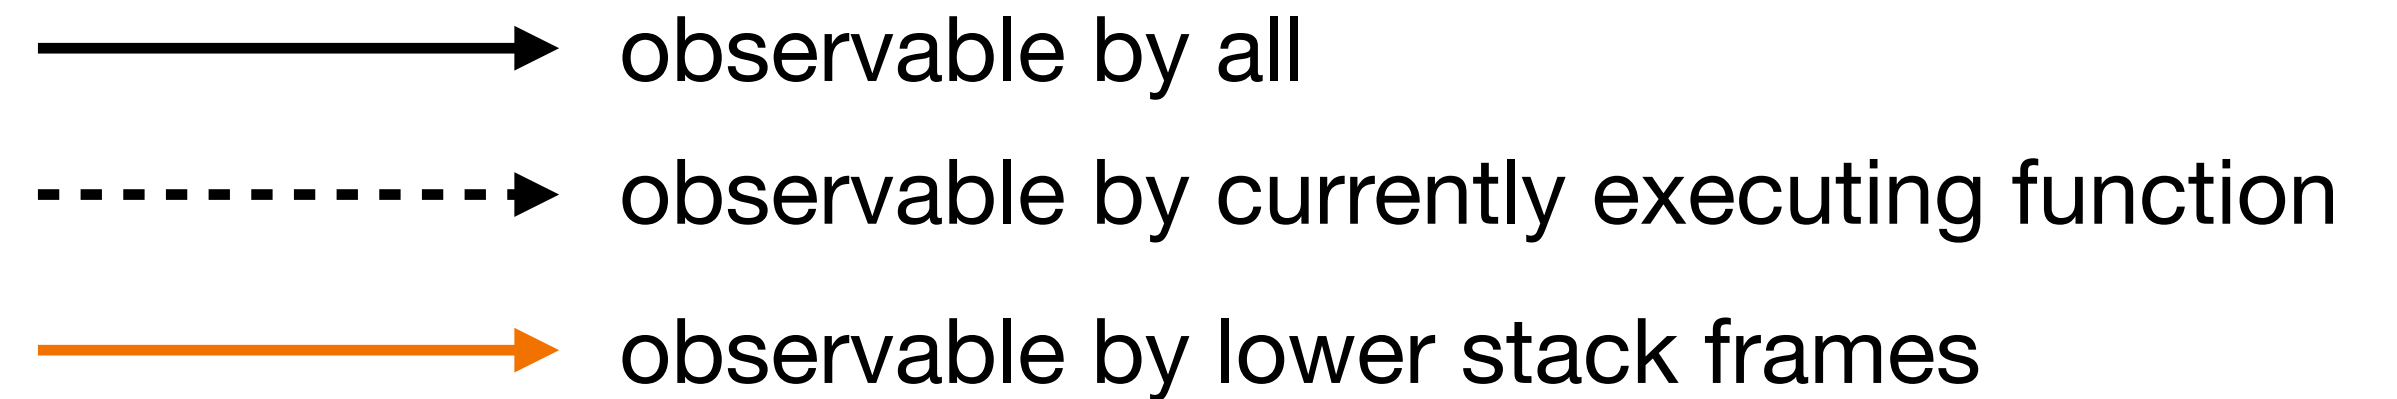 observable by all
observable by currently executing function
observable by lower stack frames